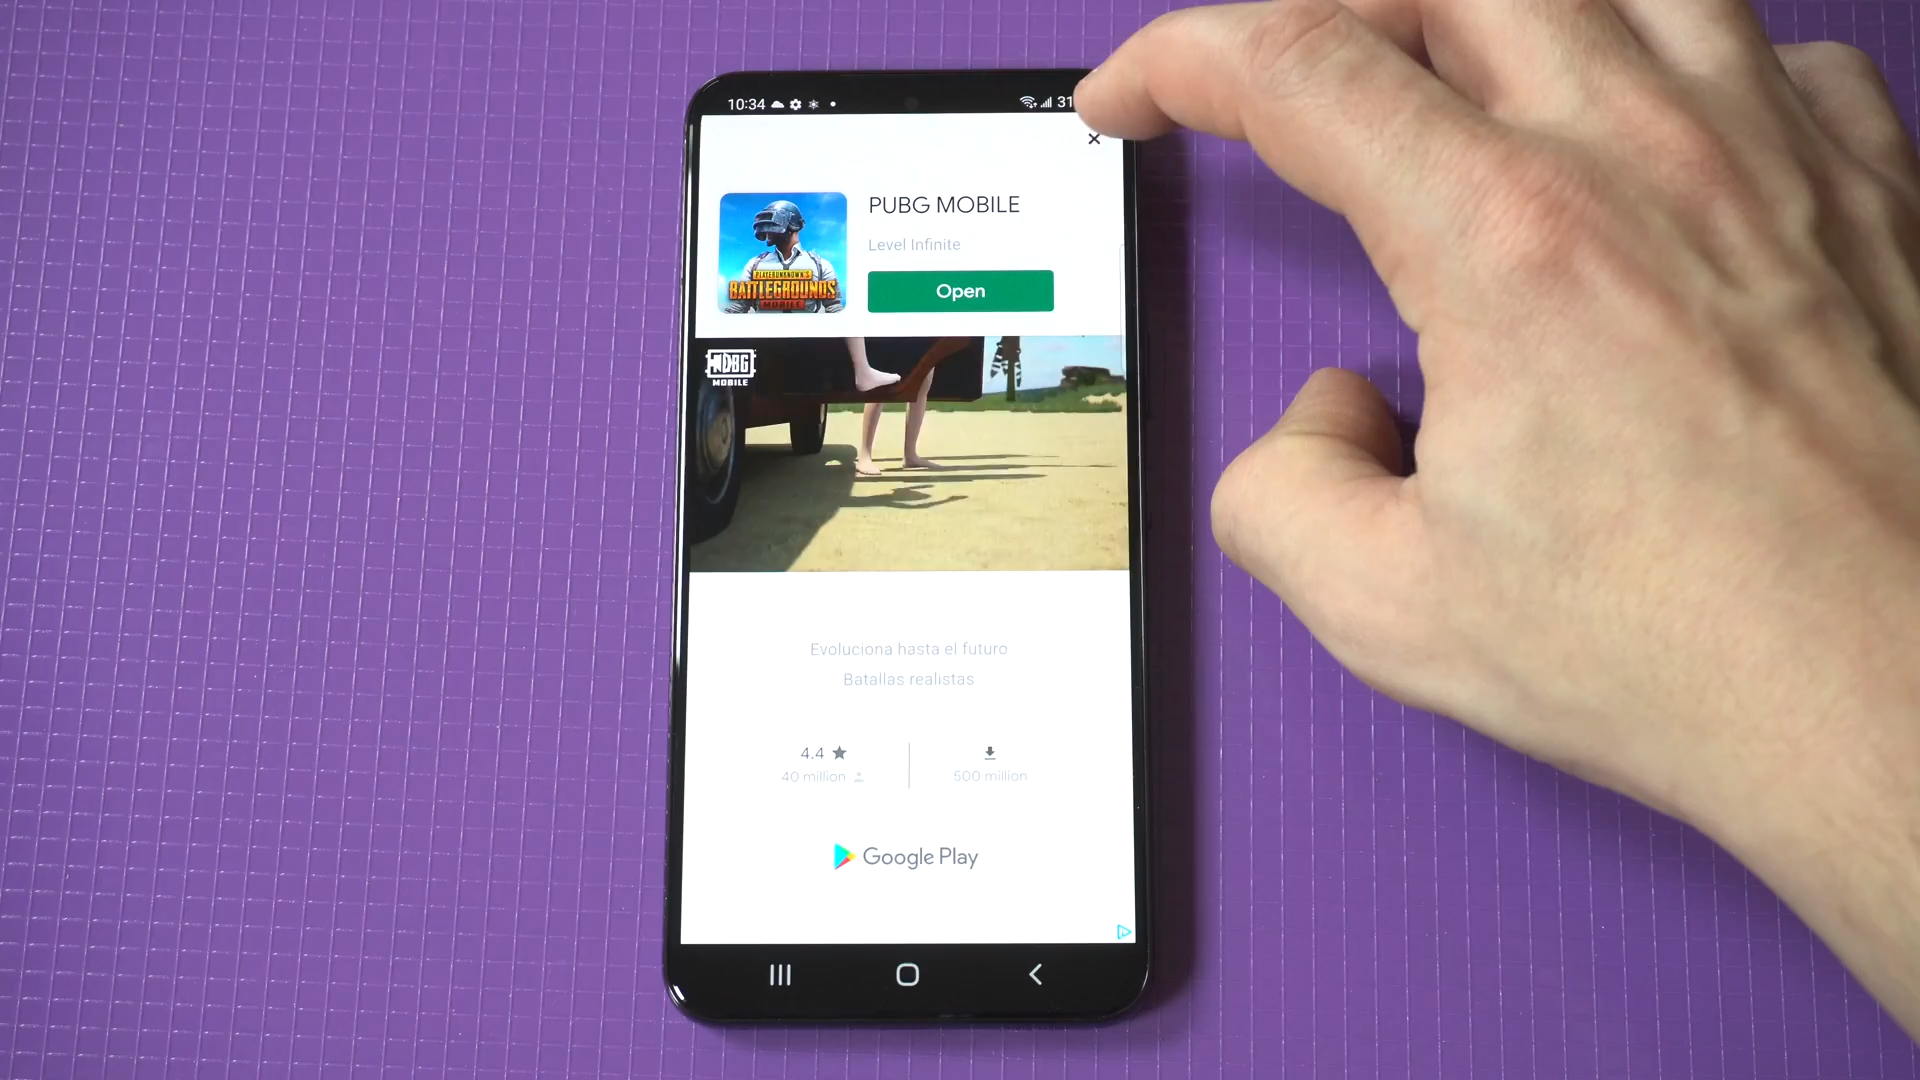 10:34
31
PUBG MOBILE
Level Infinite
PLAYERUNKNOWN'S
BATTLEGROUNDS
MOBILE
Open
MOBILE
Evoluciona hasta el futuro
Batallas realistas
4.4
40 million
500 million
Google Play